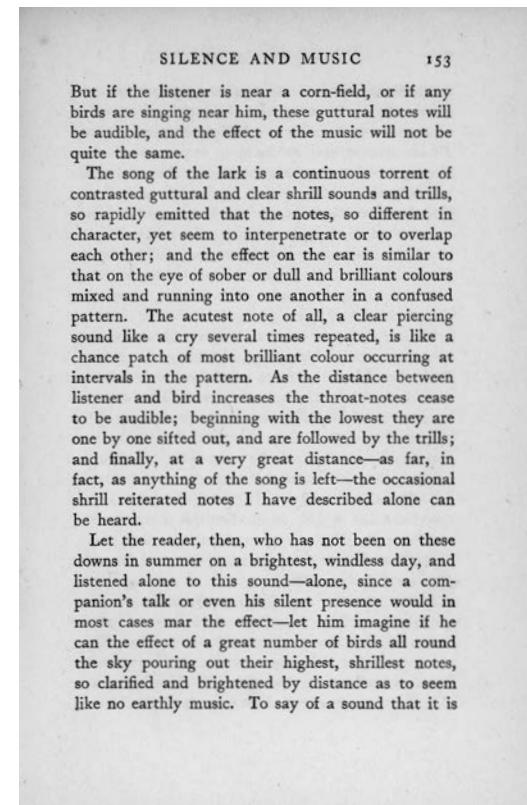 SILENCE AND MUSIC 153
But if the listener is near a corn-field, or if any
birds are singing near him, these guttural notes will
be audible, and the effect of the music will not be
quite the same.
The song of the lark is a continuous torrent of
contrasted guttural and clear shrill sounds and trills,
so rapidly emitted that the notes, so different in
character, yet seem to interpenetrate or to overlap
each other; and the effect on the ear is similar to
that on the eye of sober or dull and brilliant colours
mixed and running into one another in a confused
pattern. The acutest note of all, a clear piercing
sound like a cry several times repeated, is like a
chance patch of most brilliant colour occurring at
intervals in the pattern. As the distance between
listener and bird increases the throat-notes cease
to be audible; beginning with the lowest they are
one by one sifted out, and are followed by the trills;
and finally, at a very great distance—as far, in
fact, as anything of the song is left—the occasional
shrill reiterated notes I have described alone can
be heard.
Let the reader, then, who has not been on these
downs in summer on a brightest, windless day, and
listened alone to this sound—alone, since a com-
panion's talk or even his silent presence would in
most cases mar the effect—let him imagine if he
can the effect of a great number of birds all round
the sky pouring out their highest, shrillest notes,
so clarified and brightened by distance as to seem
like no earthly music. To say of a sound that it is